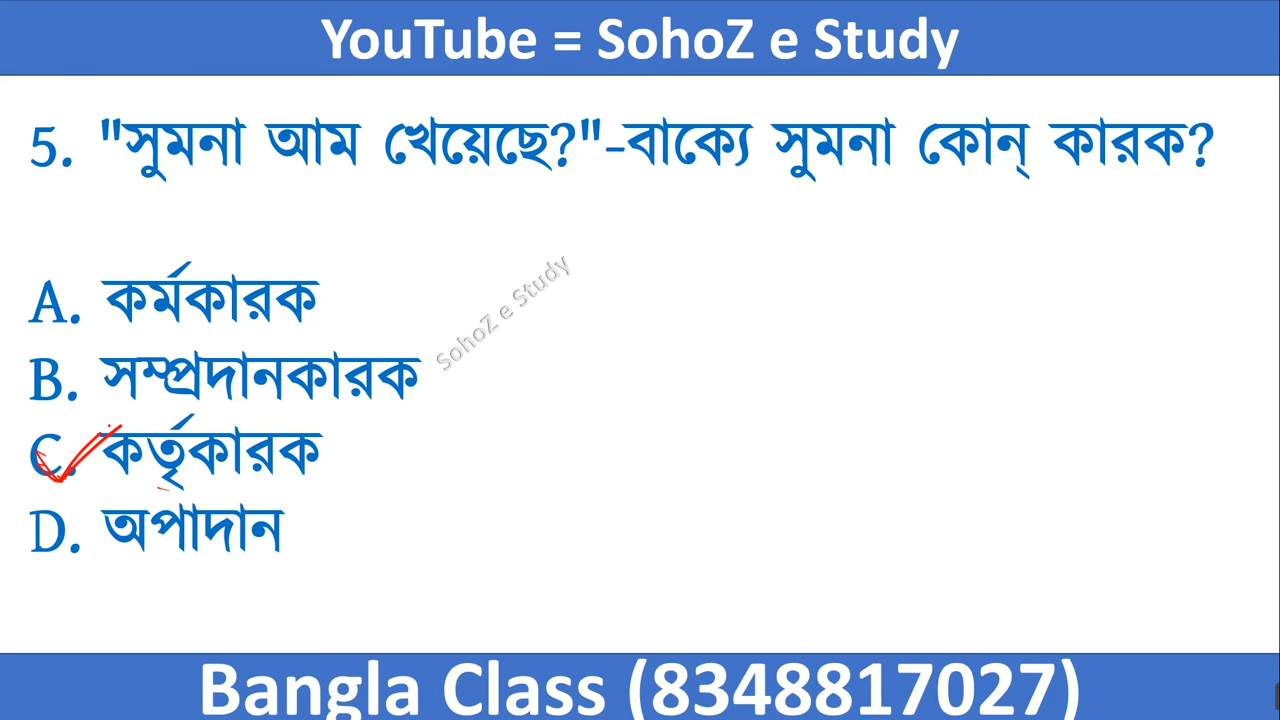 YouTube = SohoZ e Study
5. "সুমনা আম খেয়েছে?"-বাক্যে সুমনা কোন্ কারক?
A. কর্মকারক
SohoZ e Study
B. সম্প্রদানকারক
C. কর্তৃকারক
D. অপাদান
Bangla Class (8348817027)